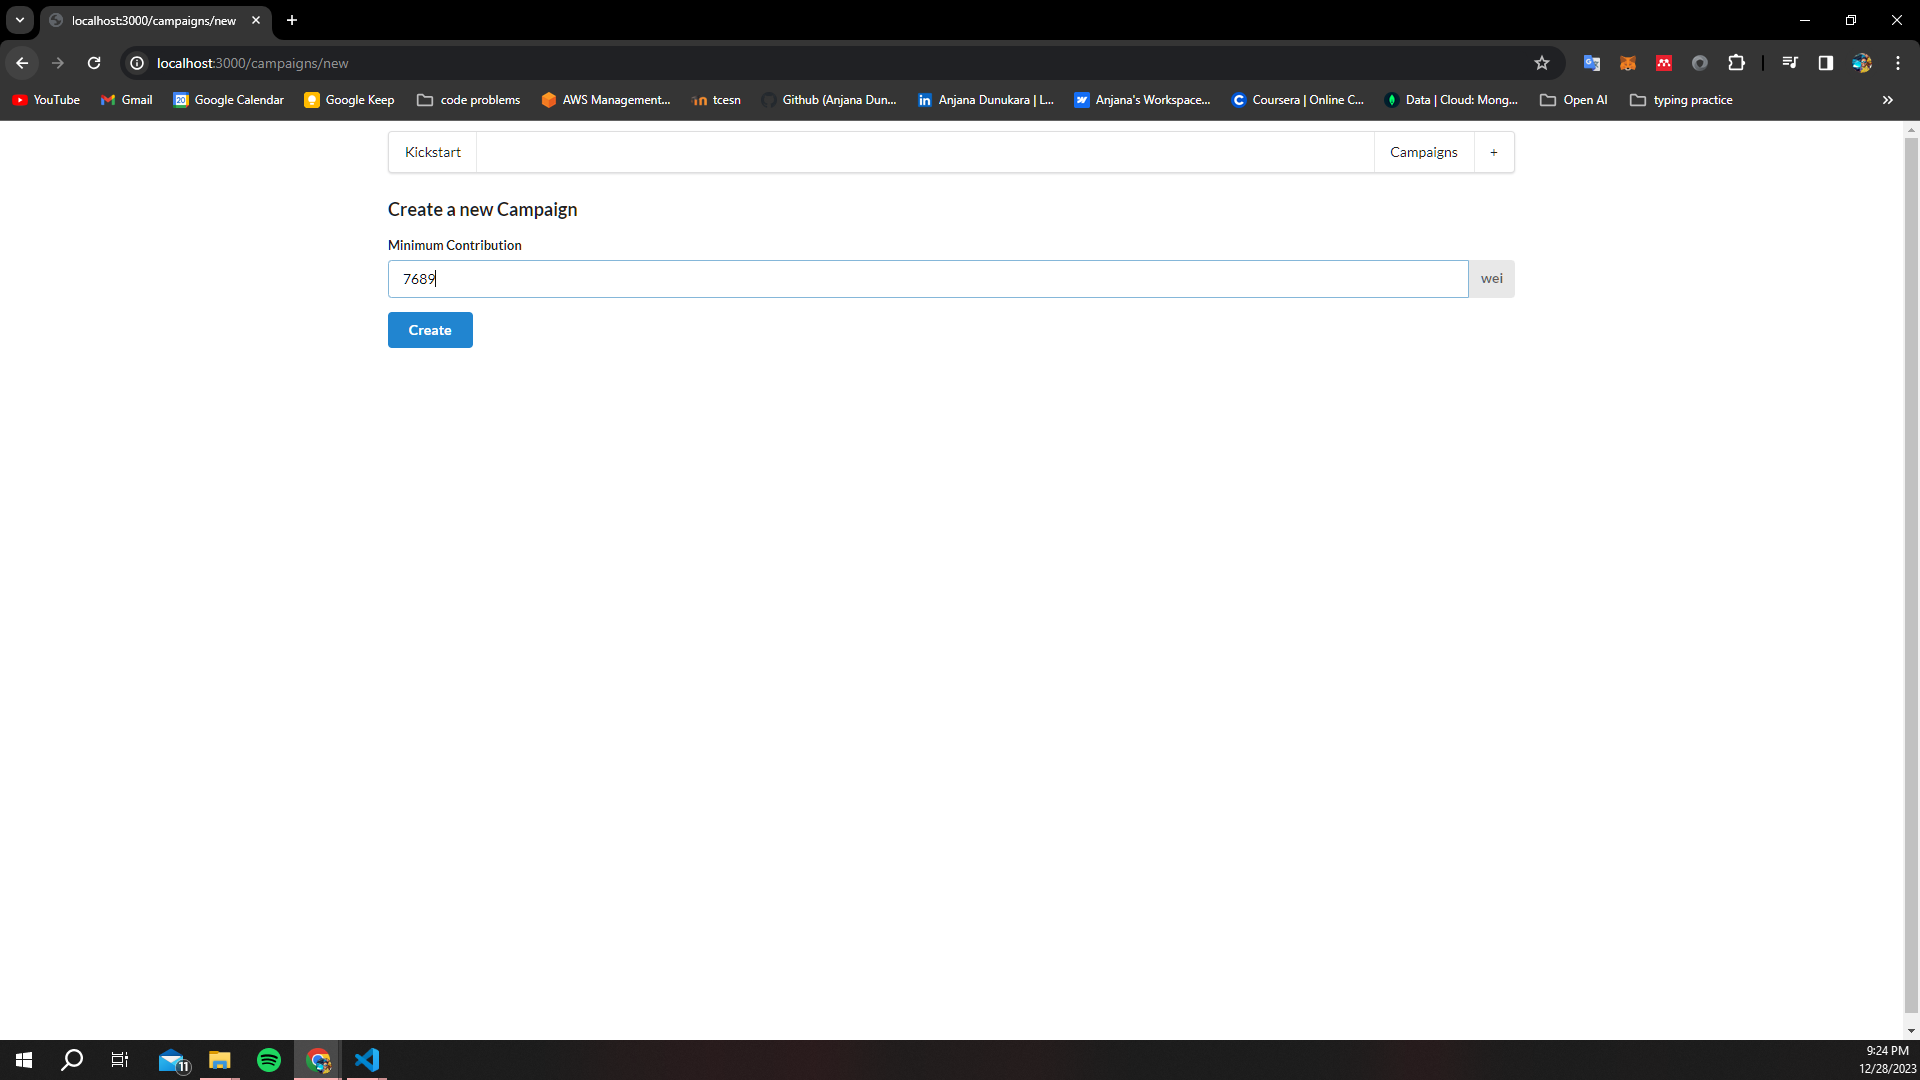 localhost:3000/campaigns/new
localhost:3000/campaigns/new
YouTube Gmail Google Calendar Google Keep code problems AWS Management... tcesn Github (Anjana Dun... Anjana Dunukara | L... Anjana's Workspace... Coursera | Online C... Data | Cloud: Mong... Open AI typing practice
Kickstart Campaigns +
Create a new Campaign
Minimum Contribution
7689 wei
Create
11
9:24 PM
12/28/2023